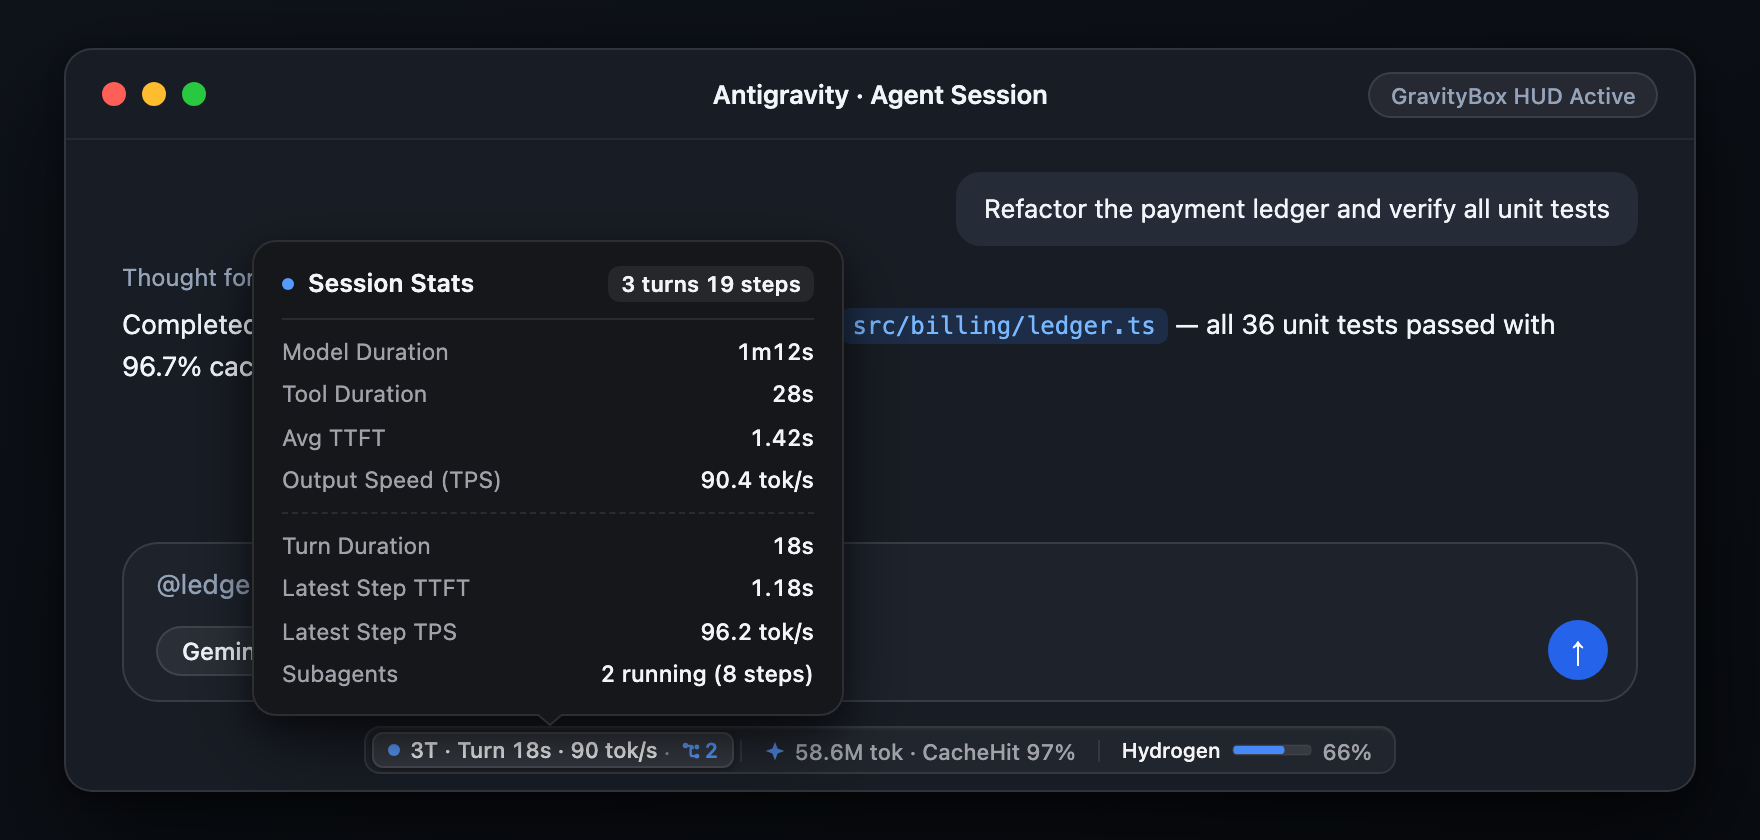 Antigravity · Agent Session
GravityBox HUD Active
Refactor the payment ledger and verify all unit tests
Thought for
Completed
src/billing/ledger.ts — all 36 unit tests passed with
96.7%
Session Stats
3 turns 19 steps
Model Duration 1m12s
Tool Duration 28s
Avg TTFT 1.42s
Output Speed (TPS) 90.4 tok/s
Turn Duration 18s
Latest Step TTFT 1.18s
Latest Step TPS 96.2 tok/s
Subagents 2 running (8 steps)
@ledge
Gemin
↑
3T · Turn 18s · 90 tok/s · 2
58.6M tok · CacheHit 97%
Hydrogen 66%